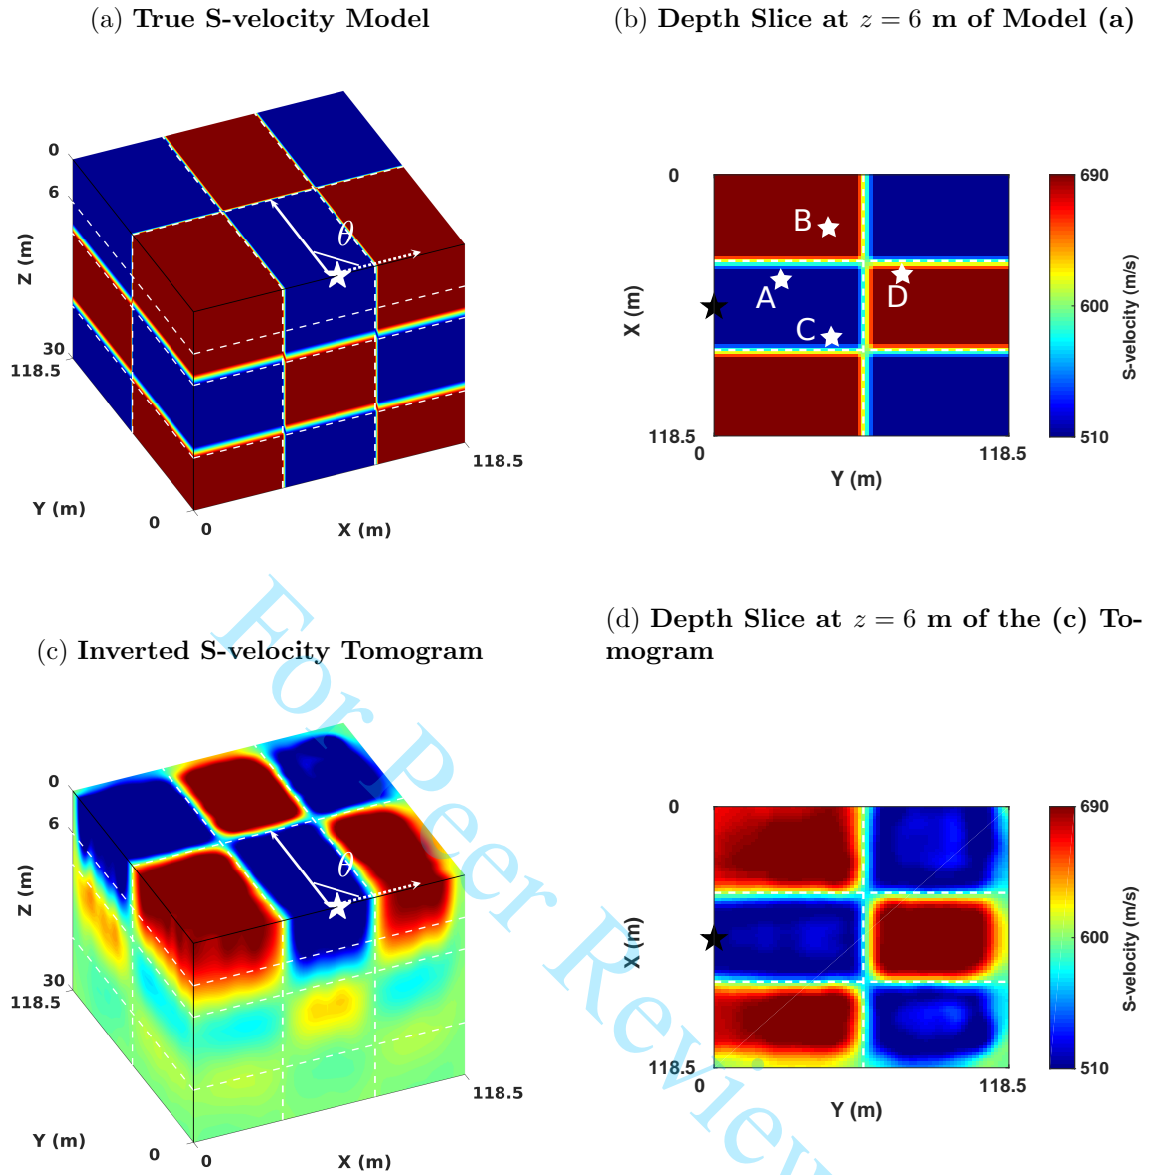 (a) True S-velocity Model
(b) Depth Slice at z = 6 m of Model (a)
0
6
Z (m)
30
118.5
Y (m)
0
0
X (m)
118.5
θ
0
X (m)
118.5
0
Y (m)
118.5
A
B
C
D
690
600
510
S-velocity (m/s)
(c) Inverted S-velocity Tomogram
(d) Depth Slice at z = 6 m of the (c) To-
mogram
0
6
Z (m)
30
118.5
Y (m)
0
0
X (m)
118.5
θ
0
X (m)
118.5
0
Y (m)
118.5
690
600
510
S-velocity (m/s)
For Peer Review